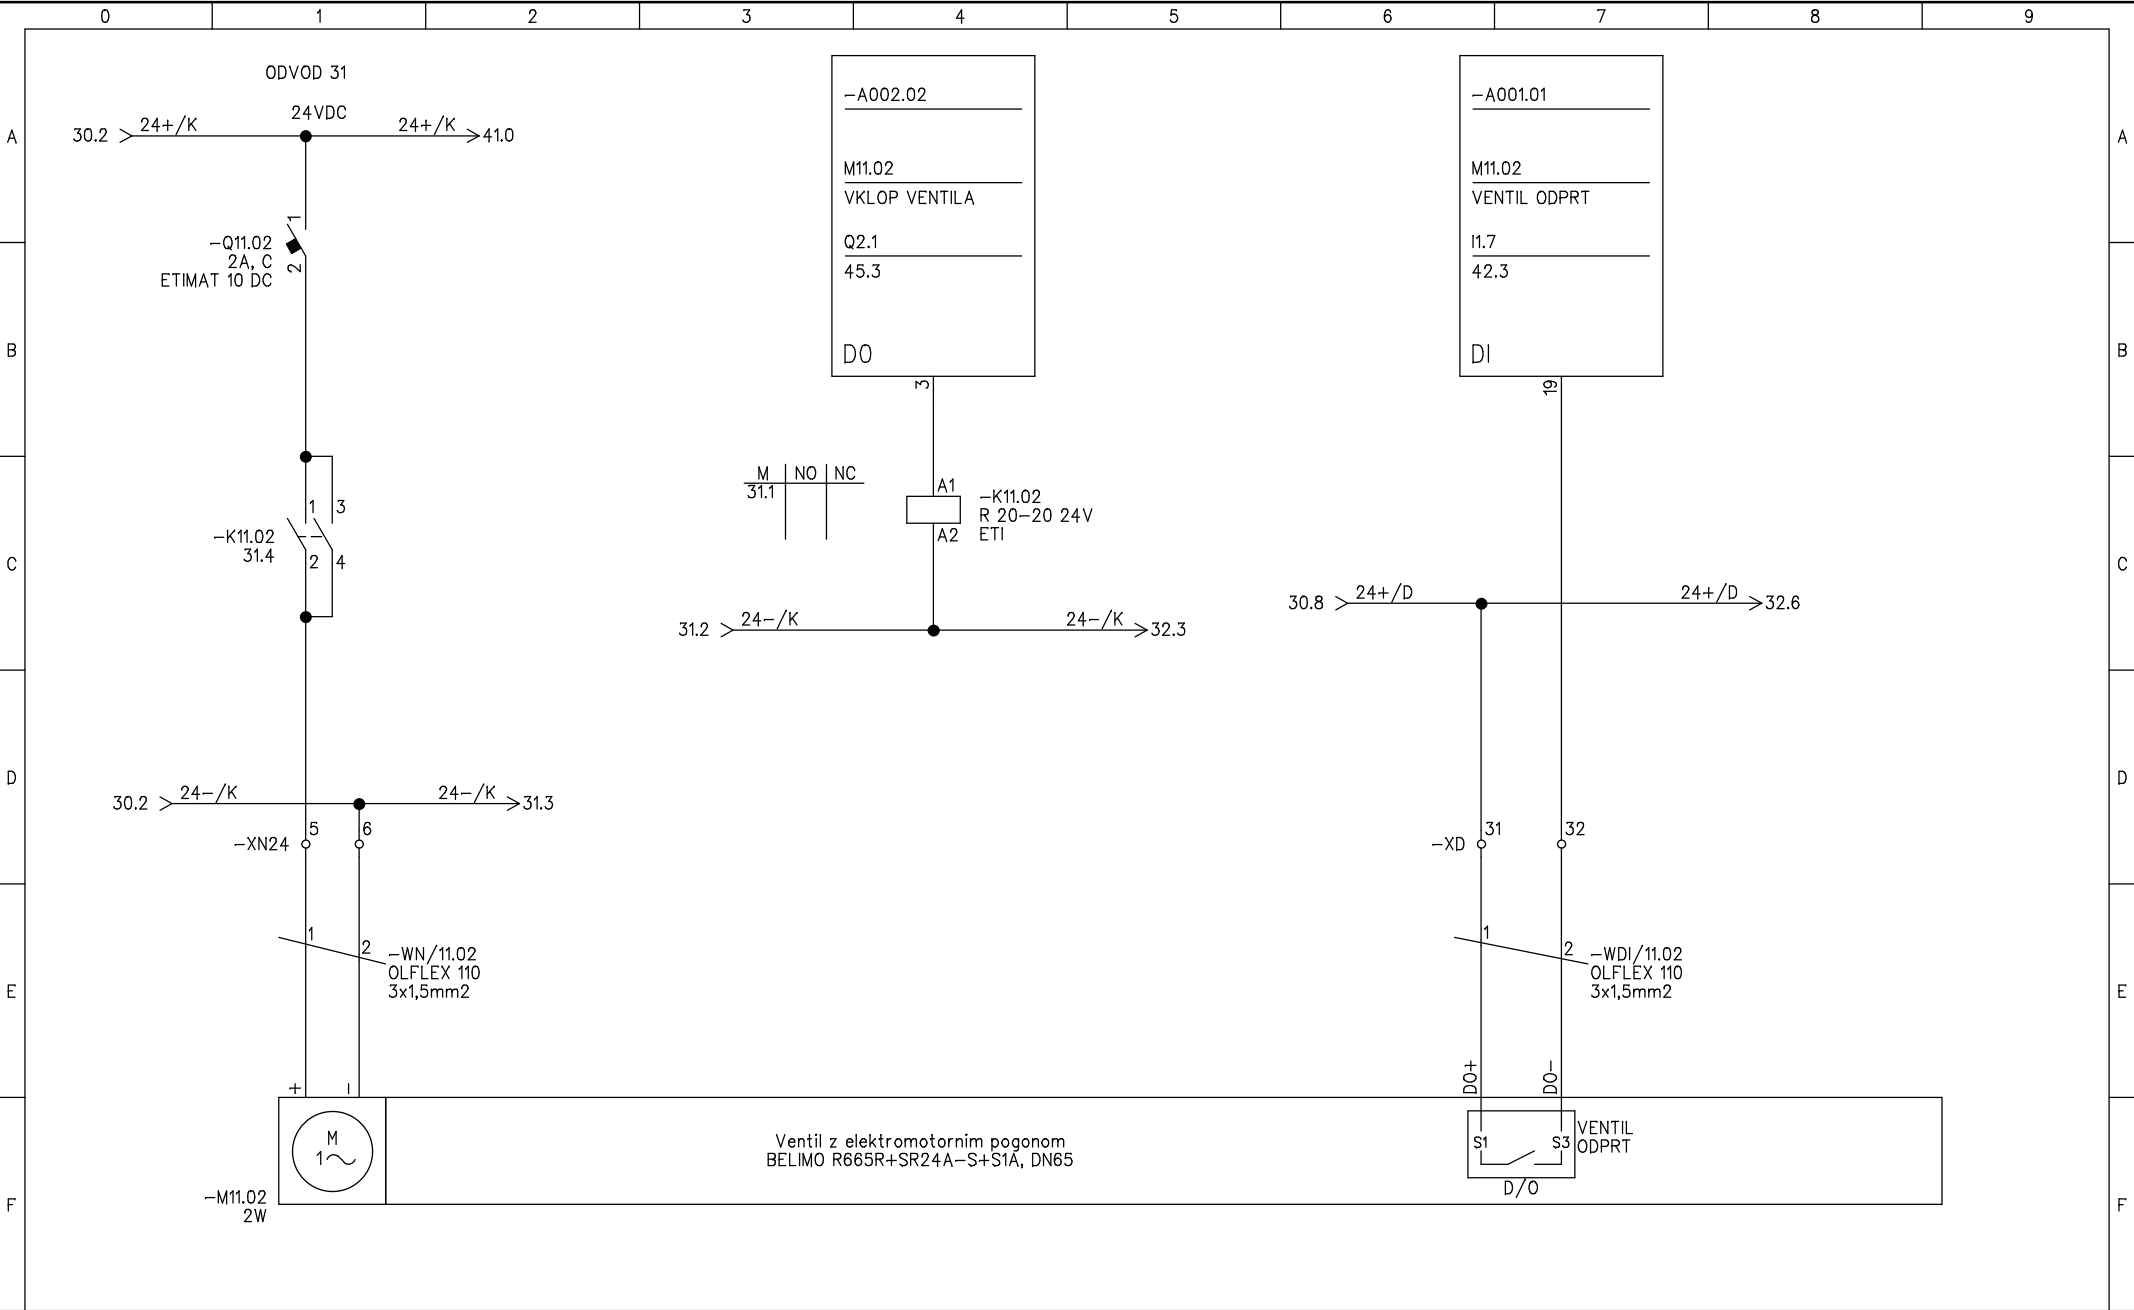 0 1 2 3 4 5 6 7 8 9
ODVOD 31
24VDC
A 30.2 24+/K 24+/K 41.0 A
1
-Q11.02
2A, C
ETIMAT 10 DC
2
-A002.02
M11.02
VKLOP VENTILA
Q2.1
45.3
DO
3
-A001.01
M11.02
VENTIL ODPRT
I1.7
42.3
DI
19
B B
1 3
-K11.02
31.4
2 4
M NO NC
31.1
A1
-K11.02
R 20-20 24V
ETI
A2
C C
31.2 24-/K 24-/K 32.3
30.8 24+/D 24+/D 32.6
D D
30.2 24-/K 24-/K 31.3
-XN24 5 6
-XD 31 32
1 2
-WN/11.02
OLFLEX 110
3x1,5mm2
1 2
-WDI/11.02
OLFLEX 110
3x1,5mm2
E E
+ -
DO+ DO-
M
1~
-M11.02
2W
Ventil z elektromotornim pogonom
BELIMO R665R+SR24A-S+S1A, DN65
S1 S3
VENTIL
ODPRT
D/O
F F